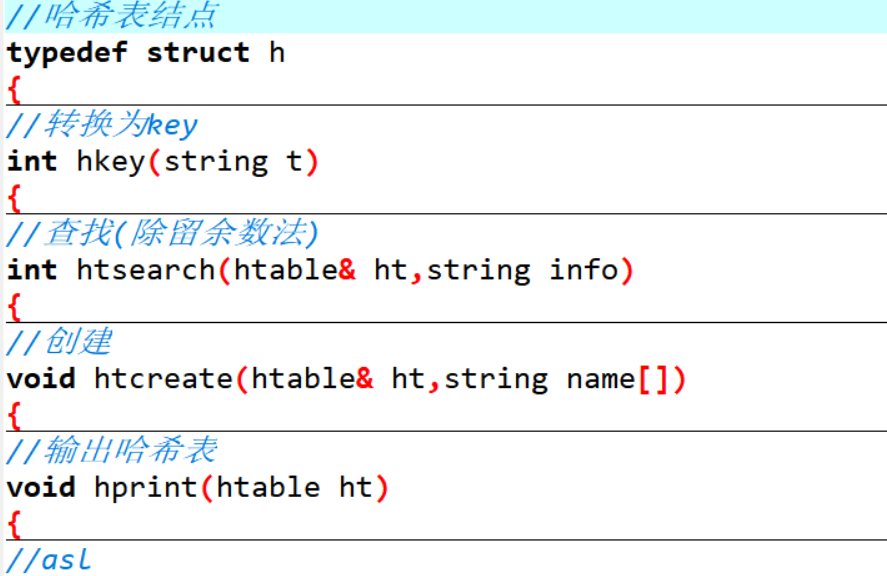 //哈希表结点
typedef struct h
{
//转换为key
int hkey(string t)
{
//查找(除留余数法)
int htsearch(htable& ht,string info)
{
//创建
void htcreate(htable& ht,string name[])
{
//输出哈希表
void hprint(htable ht)
{
//asl